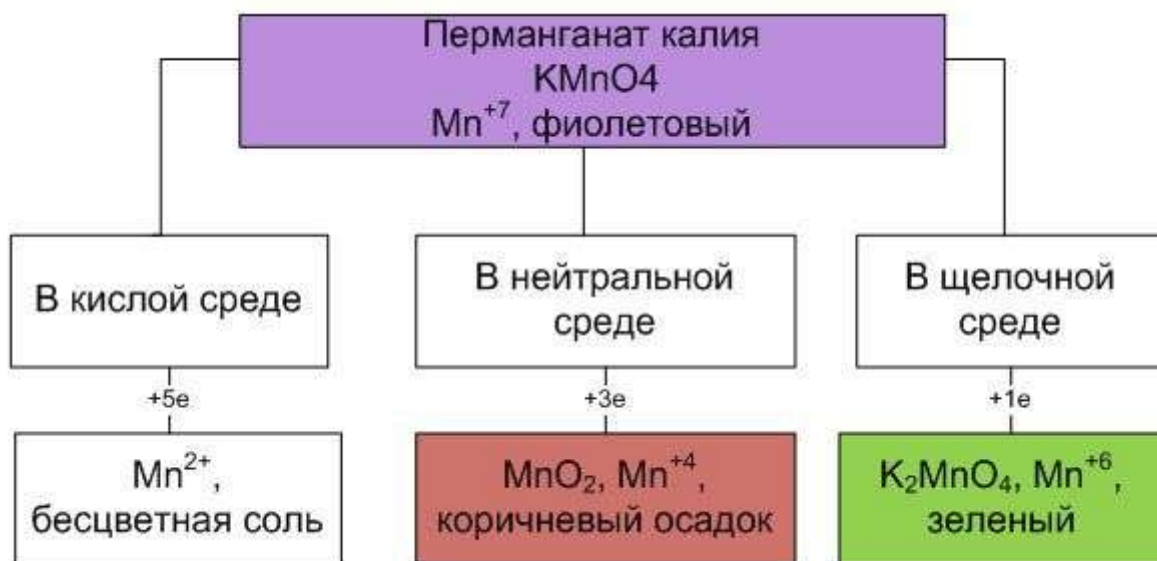 Перманганат калия
KMnO4
Mn⁺⁷, фиолетовый
В кислой среде
В нейтральной
среде
В щелочной
среде
+5e
+3e
+1e
Mn²⁺,
бесцветная соль
MnO₂, Mn⁺⁴,
коричневый осадок
K₂MnO₄, Mn⁺⁶,
зеленый